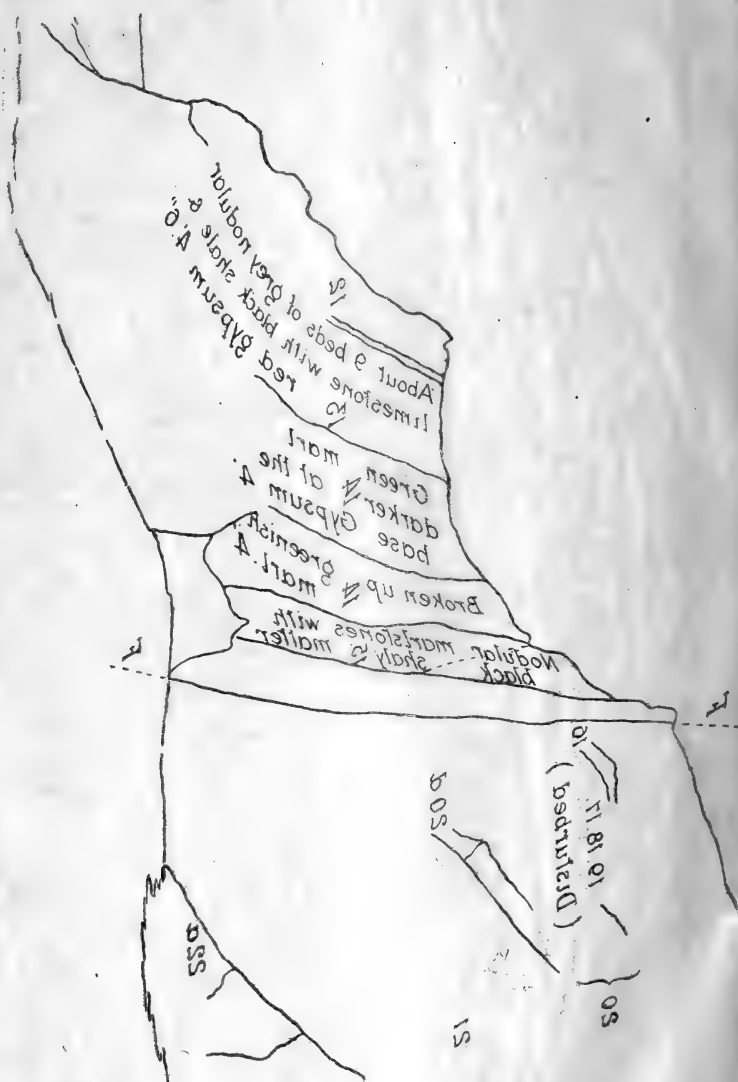 About 9 beds of grey nodular
limestone with black shale &
red gypsum 4'.6"
Green marl
darker at the
base Gypsum 4'
Broken up greenish
marl. 4'
Nodular marlstones with
black shaly matter
F
F
16
17.18.19
(Disturbed)
20
20 a
21
22a